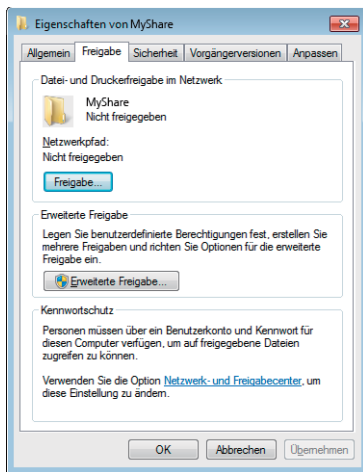 Eigenschaften von MyShare
Allgemein Freigabe Sicherheit Vorgängerversionen Anpassen
Datei- und Druckerfreigabe im Netzwerk
MyShare
Nicht freigegeben
Netzwerkpfad:
Nicht freigegeben
Freigabe...
Erweiterte Freigabe
Legen Sie benutzerdefinierte Berechtigungen fest, erstellen Sie
mehrere Freigaben und richten Sie Optionen für die erweiterte
Freigabe ein.
Erweiterte Freigabe...
Kennwortschutz
Personen müssen über ein Benutzerkonto und Kennwort für
diesen Computer verfügen, um auf freigegebene Dateien
zugreifen zu können.
Verwenden Sie die Option Netzwerk- und Freigabecenter, um
diese Einstellung zu ändern.
OK Abbrechen Übernehmen